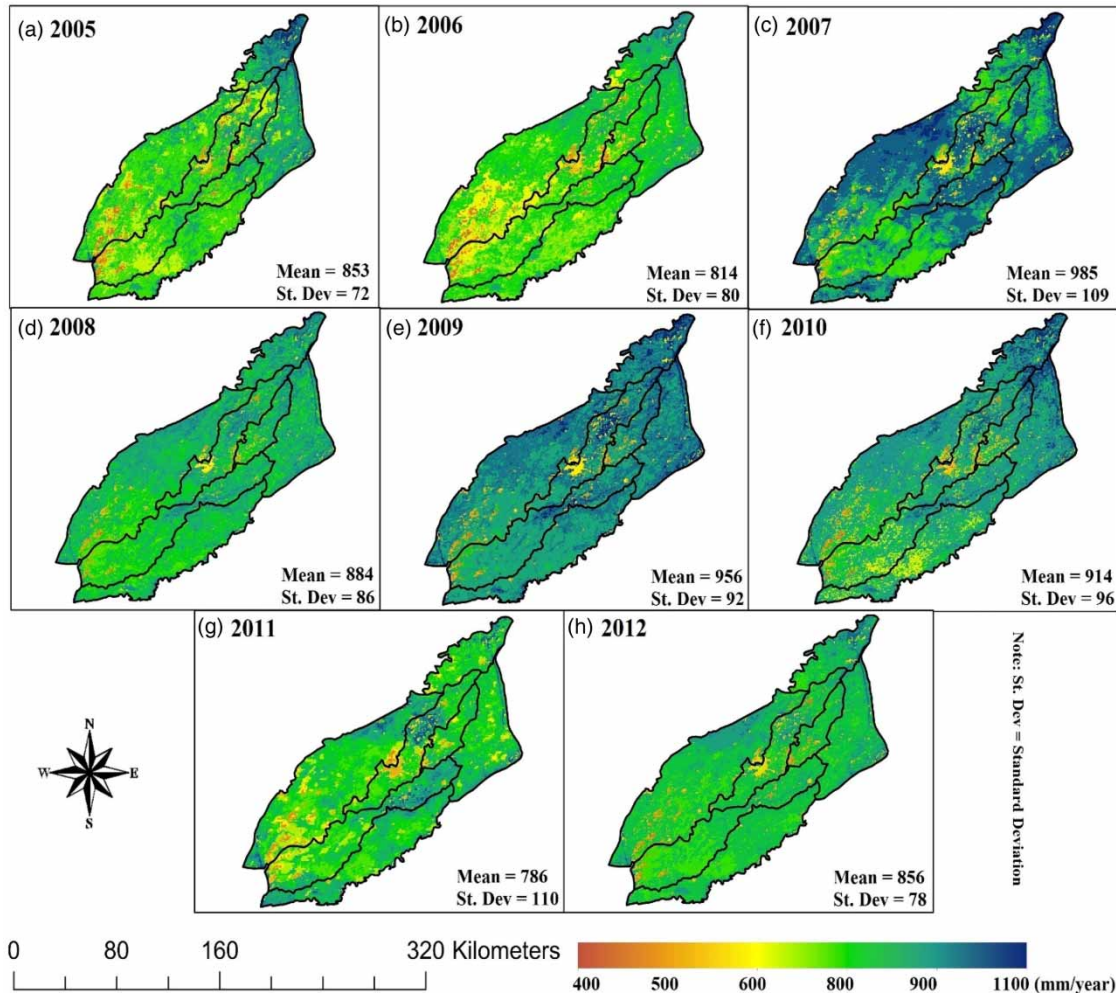 (a) 2005
Mean = 853
St. Dev = 72
(b) 2006
Mean = 814
St. Dev = 80
(c) 2007
Mean = 985
St. Dev = 109
(d) 2008
Mean = 884
St. Dev = 86
(e) 2009
Mean = 956
St. Dev = 92
(f) 2010
Mean = 914
St. Dev = 96
(g) 2011
Mean = 786
St. Dev = 110
(h) 2012
Mean = 856
St. Dev = 78
Note: St. Dev = Standard Deviation
N
W E
S
0 80 160 320 Kilometers
400 500 600 800 900 1100 (mm/year)